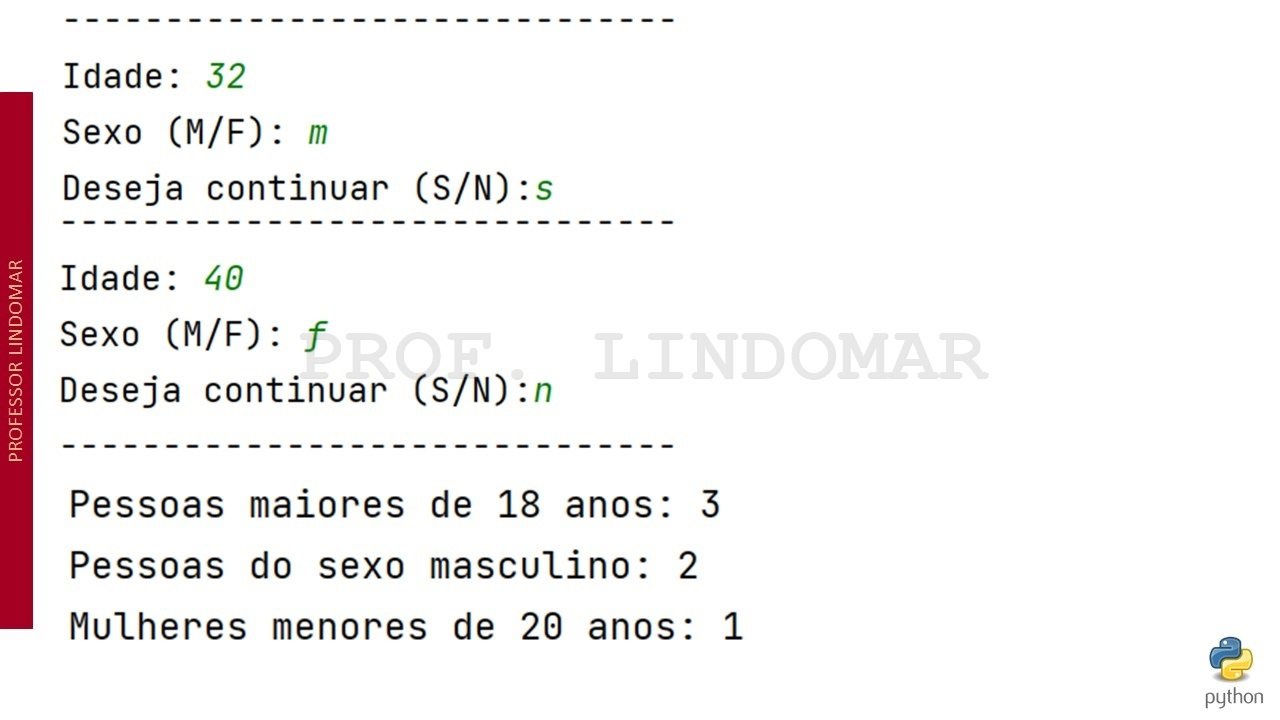 ------------------------------
Idade: 32
Sexo (M/F): m
Deseja continuar (S/N):s
------------------------------
Idade: 40
Sexo (M/F): f
Deseja continuar (S/N):n
------------------------------
Pessoas maiores de 18 anos: 3
Pessoas do sexo masculino: 2
Mulheres menores de 20 anos: 1
PROFESSOR LINDOMAR
PROF. LINDOMAR
python